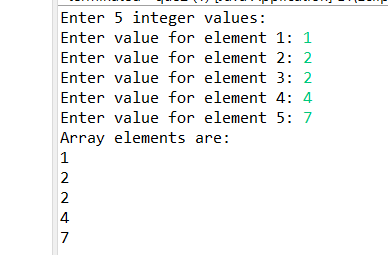 Enter 5 integer values:
Enter value for element 1: 1
Enter value for element 2: 2
Enter value for element 3: 2
Enter value for element 4: 4
Enter value for element 5: 7
Array elements are:
1
2
2
4
7